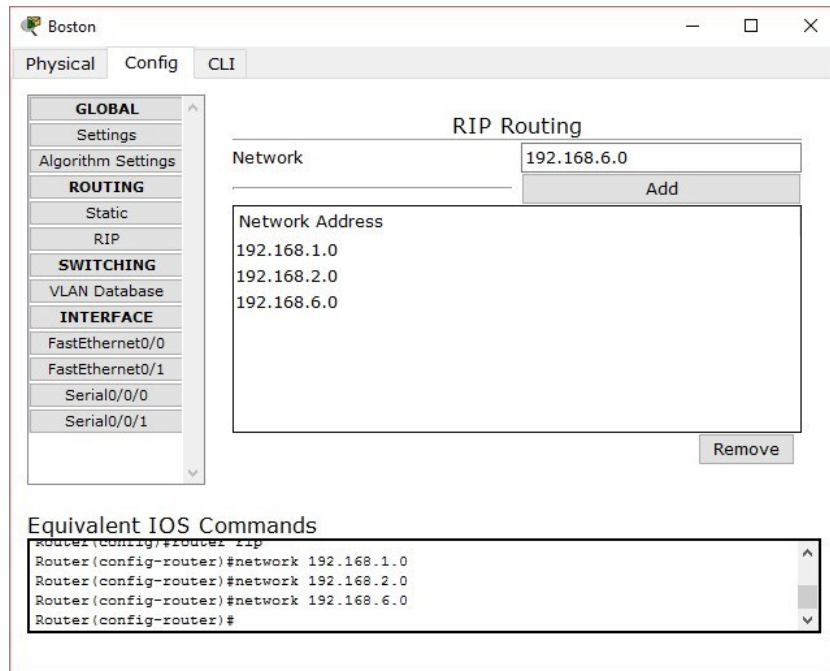 Boston
Physical Config CLI
GLOBAL
Settings
Algorithm Settings
ROUTING
Static
RIP
SWITCHING
VLAN Database
INTERFACE
FastEthernet0/0
FastEthernet0/1
Serial0/0/0
Serial0/0/1
RIP Routing
Network 192.168.6.0
Add
Network Address
192.168.1.0
192.168.2.0
192.168.6.0
Remove
Equivalent IOS Commands
Router(config)#router rip
Router(config-router)#network 192.168.1.0
Router(config-router)#network 192.168.2.0
Router(config-router)#network 192.168.6.0
Router(config-router)#